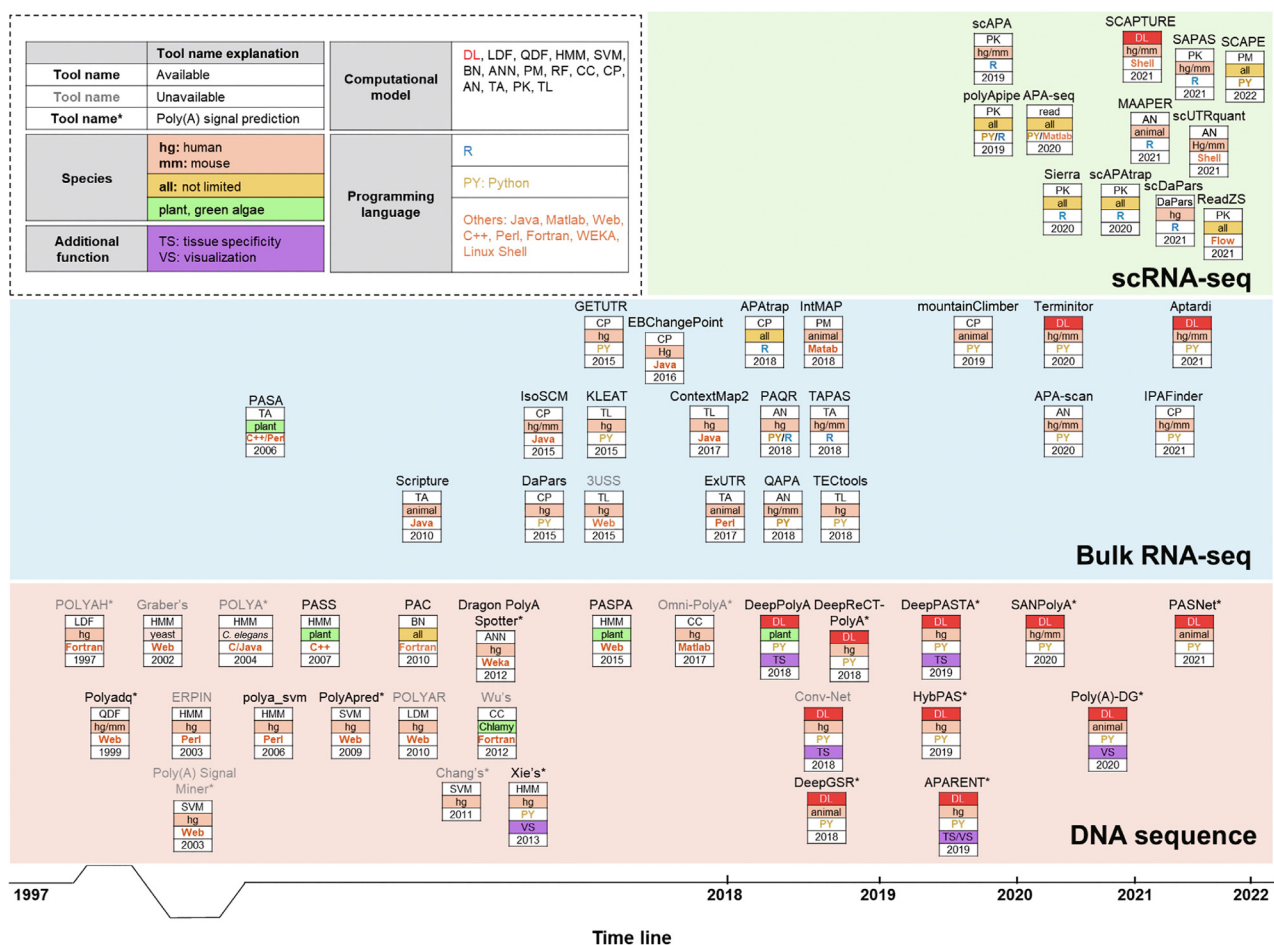 Tool name explanation
Tool name
Available
Tool name
Unavailable
Tool name*
Poly(A) signal prediction
Species
hg: human
mm: mouse
all: not limited
plant, green algae
Additional
function
TS: tissue specificity
VS: visualization
Computational
model
DL, LDF, QDF, HMM, SVM,
BN, ANN, PM, RF, CC, CP,
AN, TA, PK, TL
Programming
language
R
PY: Python
Others: Java, Matlab, Web,
C++, Perl, Fortran, WEKA,
Linux Shell
scAPA
PK
hg/mm
R
2019
SCAPTURE
DL
hg/mm
Shell
2021
SAPAS
PK
hg/mm
R
2021
SCAPE
PM
all
PY
2022
polyApipe
PK
all
PY/R
2019
APA-seq
read
all
PY/Matlab
2020
MAAPER
AN
animal
R
2021
scUTRquant
AN
Hg/mm
Shell
2021
Sierra
PK
all
R
2020
scAPAtrap
PK
all
R
2020
scDaPars
DaPars
hg
R
2021
ReadZS
PK
all
Flow
2021
scRNA-seq
GETUTR
CP
hg
PY
2015
EBChangePoint
CP
Hg
Java
2016
APAtrap
CP
all
R
2018
IntMAP
PM
animal
Matab
2018
mountainClimber
CP
animal
PY
2019
Terminitor
DL
hg/mm
PY
2020
Aptardi
DL
hg/mm
PY
2021
PASA
TA
plant
C++/Perl
2006
IsoSCM
CP
hg/mm
Java
2015
KLEAT
TL
hg
PY
2015
ContextMap2
TL
hg
Java
2017
PAQR
AN
hg
PY/R
2018
TAPAS
TA
hg/mm
R
2018
APA-scan
AN
hg/mm
PY
2020
IPAFinder
CP
hg/mm
PY
2021
Scripture
TA
animal
Java
2010
DaPars
CP
hg
PY
2015
3USS
TL
hg
Web
2015
ExUTR
TA
animal
Perl
2017
QAPA
AN
hg/mm
PY
2018
TECtools
TL
hg
PY
2018
Bulk RNA-seq
POLYAH*
LDF
hg
Fortran
1997
Graber's
HMM
yeast
Web
2002
POLYA*
HMM
C. elegans
C/Java
2004
PASS
HMM
plant
C++
2007
PAC
BN
all
Fortran
2010
Dragon PolyA
Spotter*
ANN
hg
Weka
2012
PASPA
HMM
plant
Web
2015
Omni-PolyA*
CC
hg
Matlab
2017
DeepPolyA
DL
plant
PY
TS
2018
DeepReCT-
PolyA*
DL
hg
PY
2018
DeepPASTA*
DL
hg
PY
TS
2019
SANPolyA*
DL
hg/mm
PY
2020
PASNet*
DL
animal
PY
2021
Polyadq*
QDF
hg/mm
Web
1999
ERPIN
HMM
hg
Perl
2003
polya_svm
HMM
hg
Perl
2006
PolyApred*
SVM
hg
Web
2009
POLYAR
LDM
hg
Web
2010
Wu's
CC
Chlamy
Fortran
2012
Conv-Net
DL
hg
PY
TS
2018
HybPAS*
DL
hg
PY
2019
Poly(A)-DG*
DL
animal
PY
VS
2020
Poly(A) Signal
Miner*
SVM
hg
Web
2003
Chang's*
SVM
hg
2011
Xie's*
HMM
hg
PY
VS
2013
DeepGSR*
DL
animal
PY
2018
APARENT*
DL
hg
PY
TS/VS
2019
DNA sequence
1997
2018
2019
2020
2021
2022
Time line